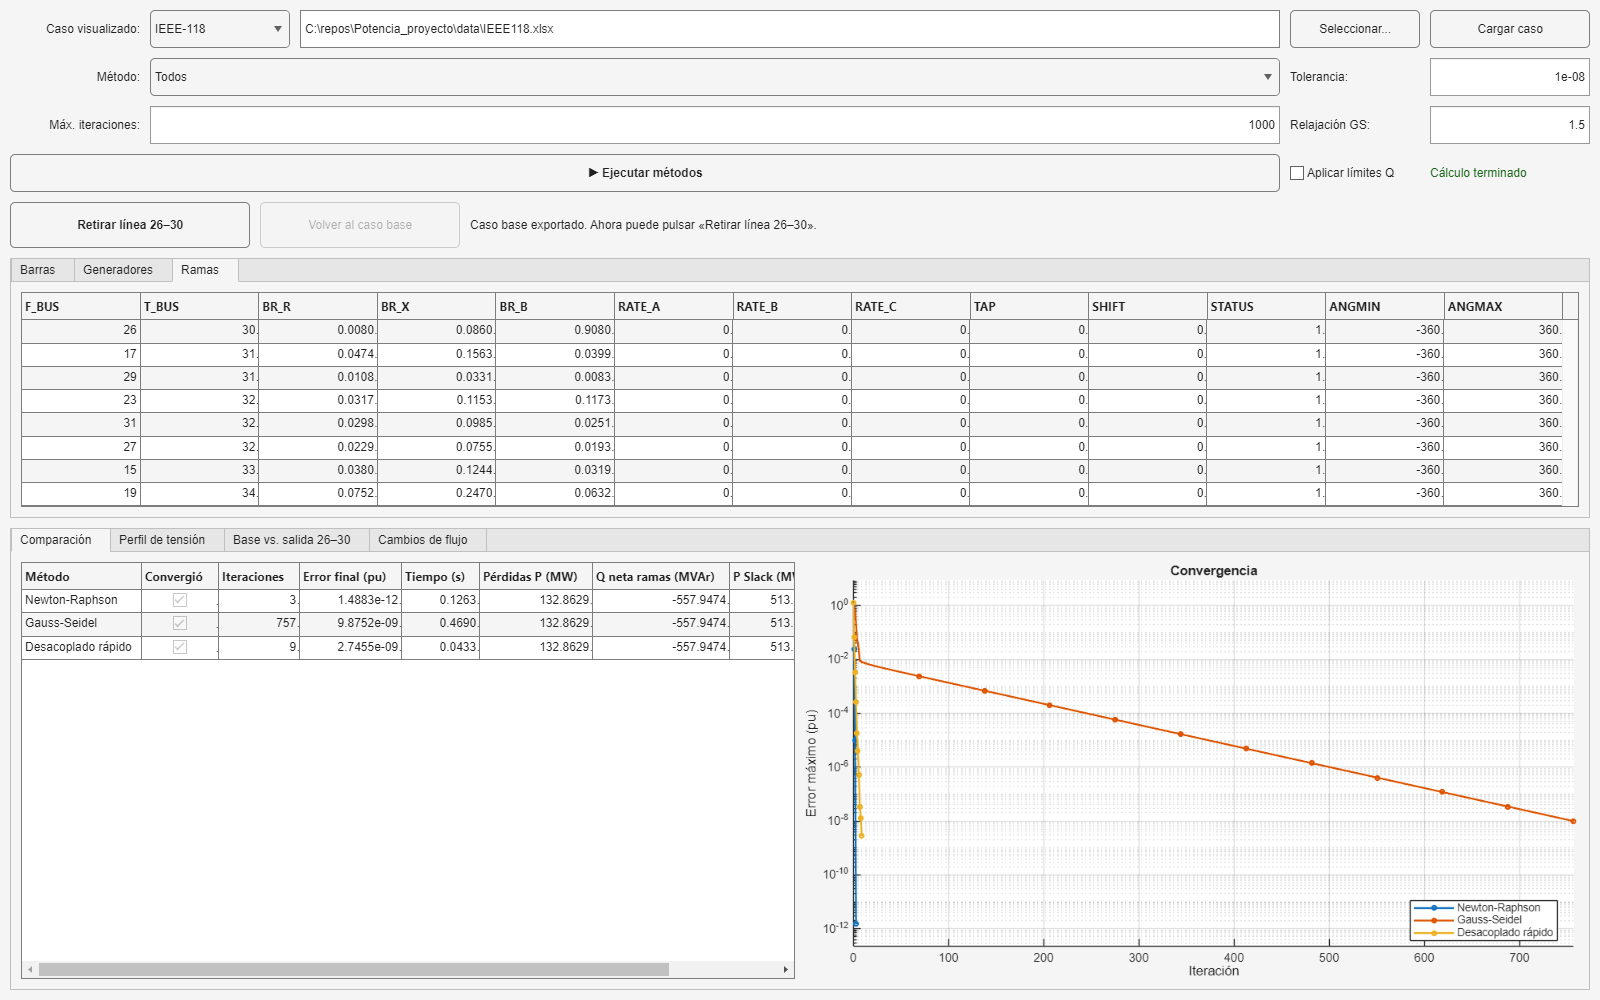 Caso visualizado: IEEE-118 C:\repos\Potencia_proyecto\data\IEEE118.xlsx Seleccionar... Cargar caso
Método: Todos Tolerancia: 1e-08
Máx. iteraciones: 1000 Relajación GS: 1.5
Ejecutar métodos Aplicar límites Q Cálculo terminado
Retirar línea 26–30 Volver al caso base Caso base exportado. Ahora puede pulsar «Retirar línea 26–30».
Barras Generadores Ramas
F_BUS T_BUS BR_R BR_X BR_B RATE_A RATE_B RATE_C TAP SHIFT STATUS ANGMIN ANGMAX
26 30. 0.0080. 0.0860. 0.9080. 0. 0. 0. 0. 0. 1. -360. 360.
17 31. 0.0474. 0.1563. 0.0399. 0. 0. 0. 0. 0. 1. -360. 360.
29 31. 0.0108. 0.0331. 0.0083. 0. 0. 0. 0. 0. 1. -360. 360.
23 32. 0.0317. 0.1153. 0.1173. 0. 0. 0. 0. 0. 1. -360. 360.
31 32. 0.0298. 0.0985. 0.0251. 0. 0. 0. 0. 0. 1. -360. 360.
27 32. 0.0229. 0.0755. 0.0193. 0. 0. 0. 0. 0. 1. -360. 360.
15 33. 0.0380. 0.1244. 0.0319. 0. 0. 0. 0. 0. 1. -360. 360.
19 34. 0.0752. 0.2470. 0.0632. 0. 0. 0. 0. 0. 1. -360. 360.
Comparación Perfil de tensión Base vs. salida 26–30 Cambios de flujo
Método Convergió Iteraciones Error final (pu) Tiempo (s) Pérdidas P (MW) Q neta ramas (MVAr) P Slack (M
Newton-Raphson 3. 1.4883e-12. 0.1263. 132.8629. -557.9474. 513.
Gauss-Seidel 757. 9.8752e-09. 0.4690. 132.8629. -557.9474. 513.
Desacoplado rápido 9. 2.7455e-09. 0.0433. 132.8629. -557.9474. 513.
Convergencia
Error máximo (pu)
10^0
10^-2
10^-4
10^-6
10^-8
10^-10
10^-12
Newton-Raphson
Gauss-Seidel
Desacoplado rápido
0 100 200 300 400 500 600 700
Iteración